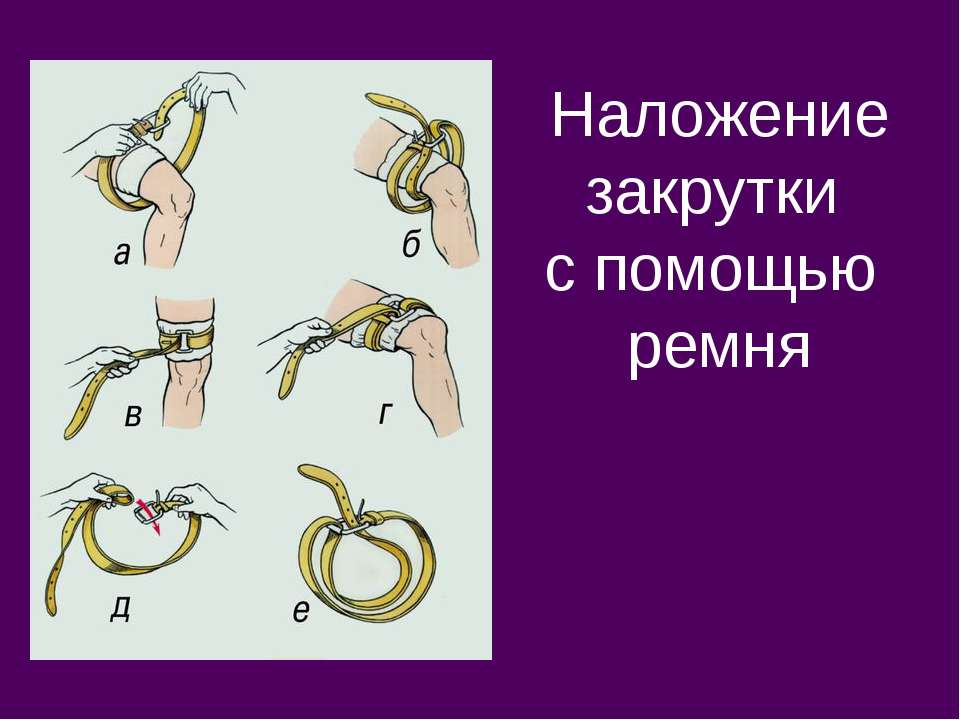 Наложение
закрутки
с помощью
ремня
а
б
в
г
д
е